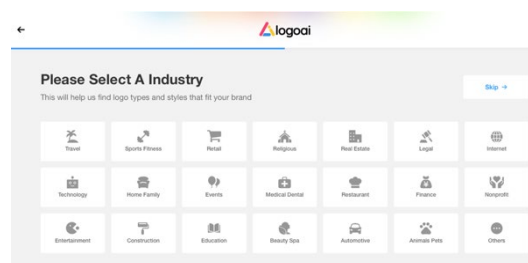 logoai
Please Select A Industry
This will help us find logo types and styles that fit your brand
Skip →
Travel
Sports Fitness
Retail
Religious
Real Estate
Legal
Internet
Technology
Home Family
Events
Medical Dental
Restaurant
Finance
Nonprofit
Entertainment
Construction
Education
Beauty Spa
Automotive
Animals Pets
Others